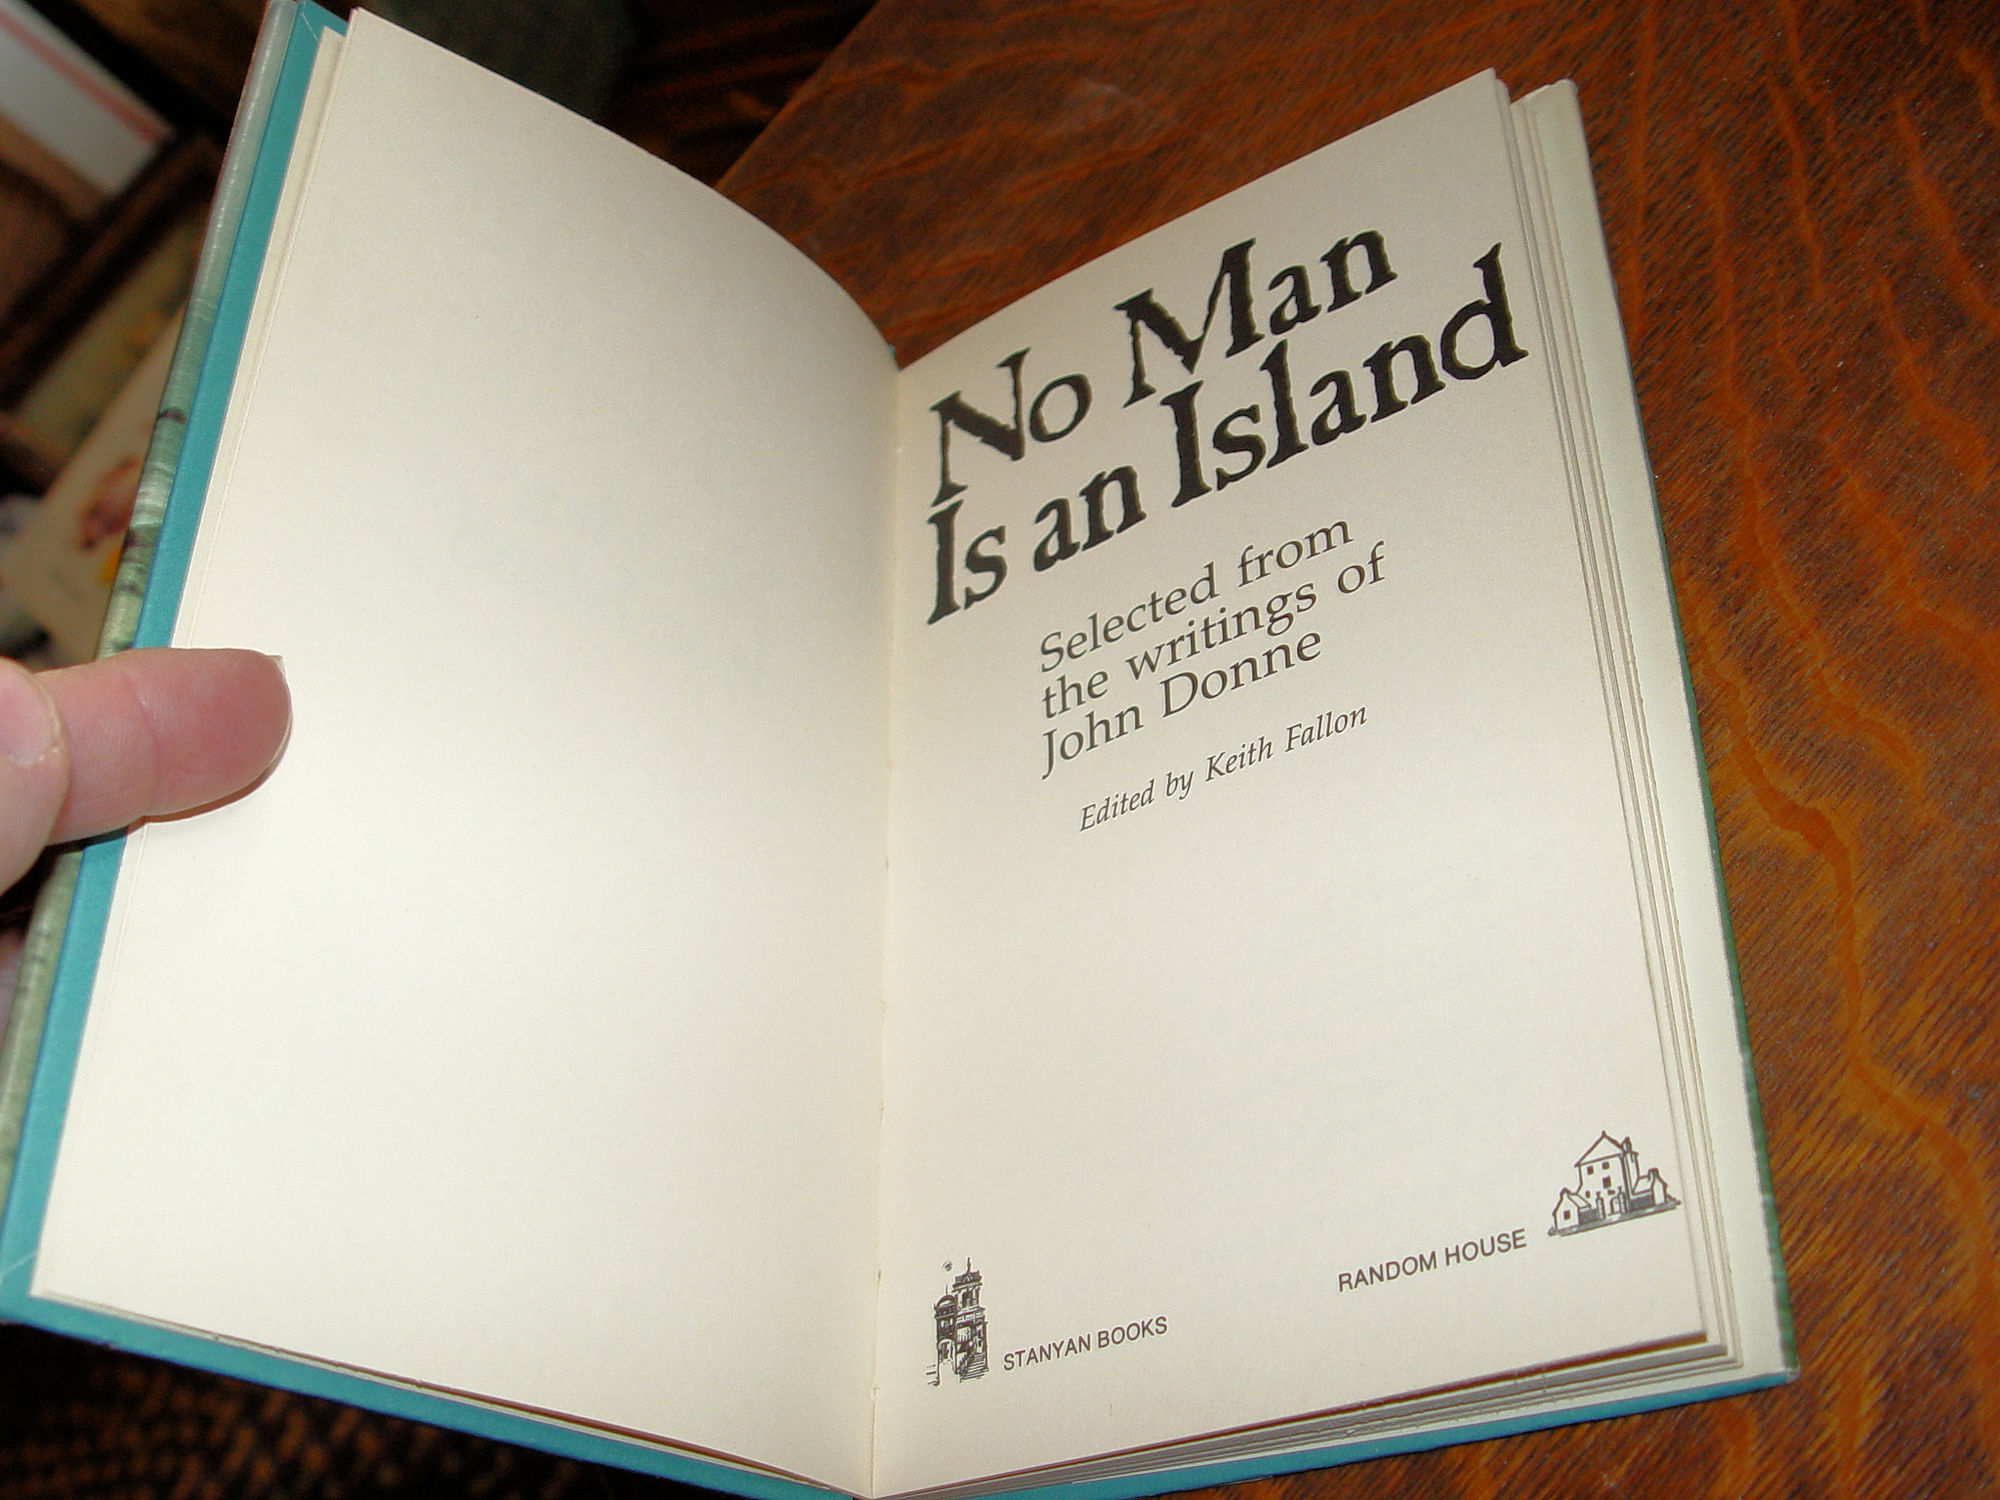 No Man
Is an Island
Selected from
the writings of
John Donne
Edited by Keith Fallon
STANYAN BOOKS
RANDOM HOUSE